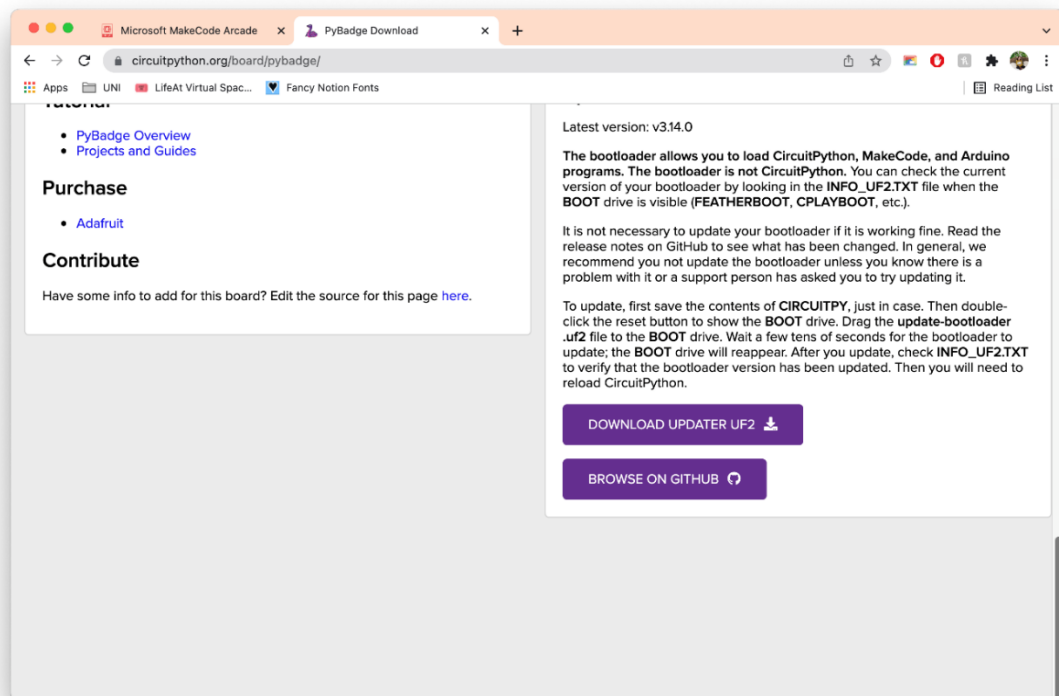 Microsoft MakeCode Arcade
PyBadge Download
circuitpython.org/board/pybadge/
Apps
UNI
LifeAt Virtual Spac...
Fancy Notion Fonts
Reading List
Tutorial
PyBadge Overview
Projects and Guides
Purchase
Adafruit
Contribute
Have some info to add for this board? Edit the source for this page here.
Latest version: v3.14.0
The bootloader allows you to load CircuitPython, MakeCode, and Arduino
programs. The bootloader is not CircuitPython. You can check the current
version of your bootloader by looking in the INFO_UF2.TXT file when the
BOOT drive is visible (FEATHERBOOT, CPLAYBOOT, etc.).
It is not necessary to update your bootloader if it is working fine. Read the
release notes on GitHub to see what has been changed. In general, we
recommend you not update the bootloader unless you know there is a
problem with it or a support person has asked you to try updating it.
To update, first save the contents of CIRCUITPY, just in case. Then double-
click the reset button to show the BOOT drive. Drag the update-bootloader
.uf2 file to the BOOT drive. Wait a few tens of seconds for the bootloader to
update; the BOOT drive will reappear. After you update, check INFO_UF2.TXT
to verify that the bootloader version has been updated. Then you will need to
reload CircuitPython.
DOWNLOAD UPDATER UF2
BROWSE ON GITHUB